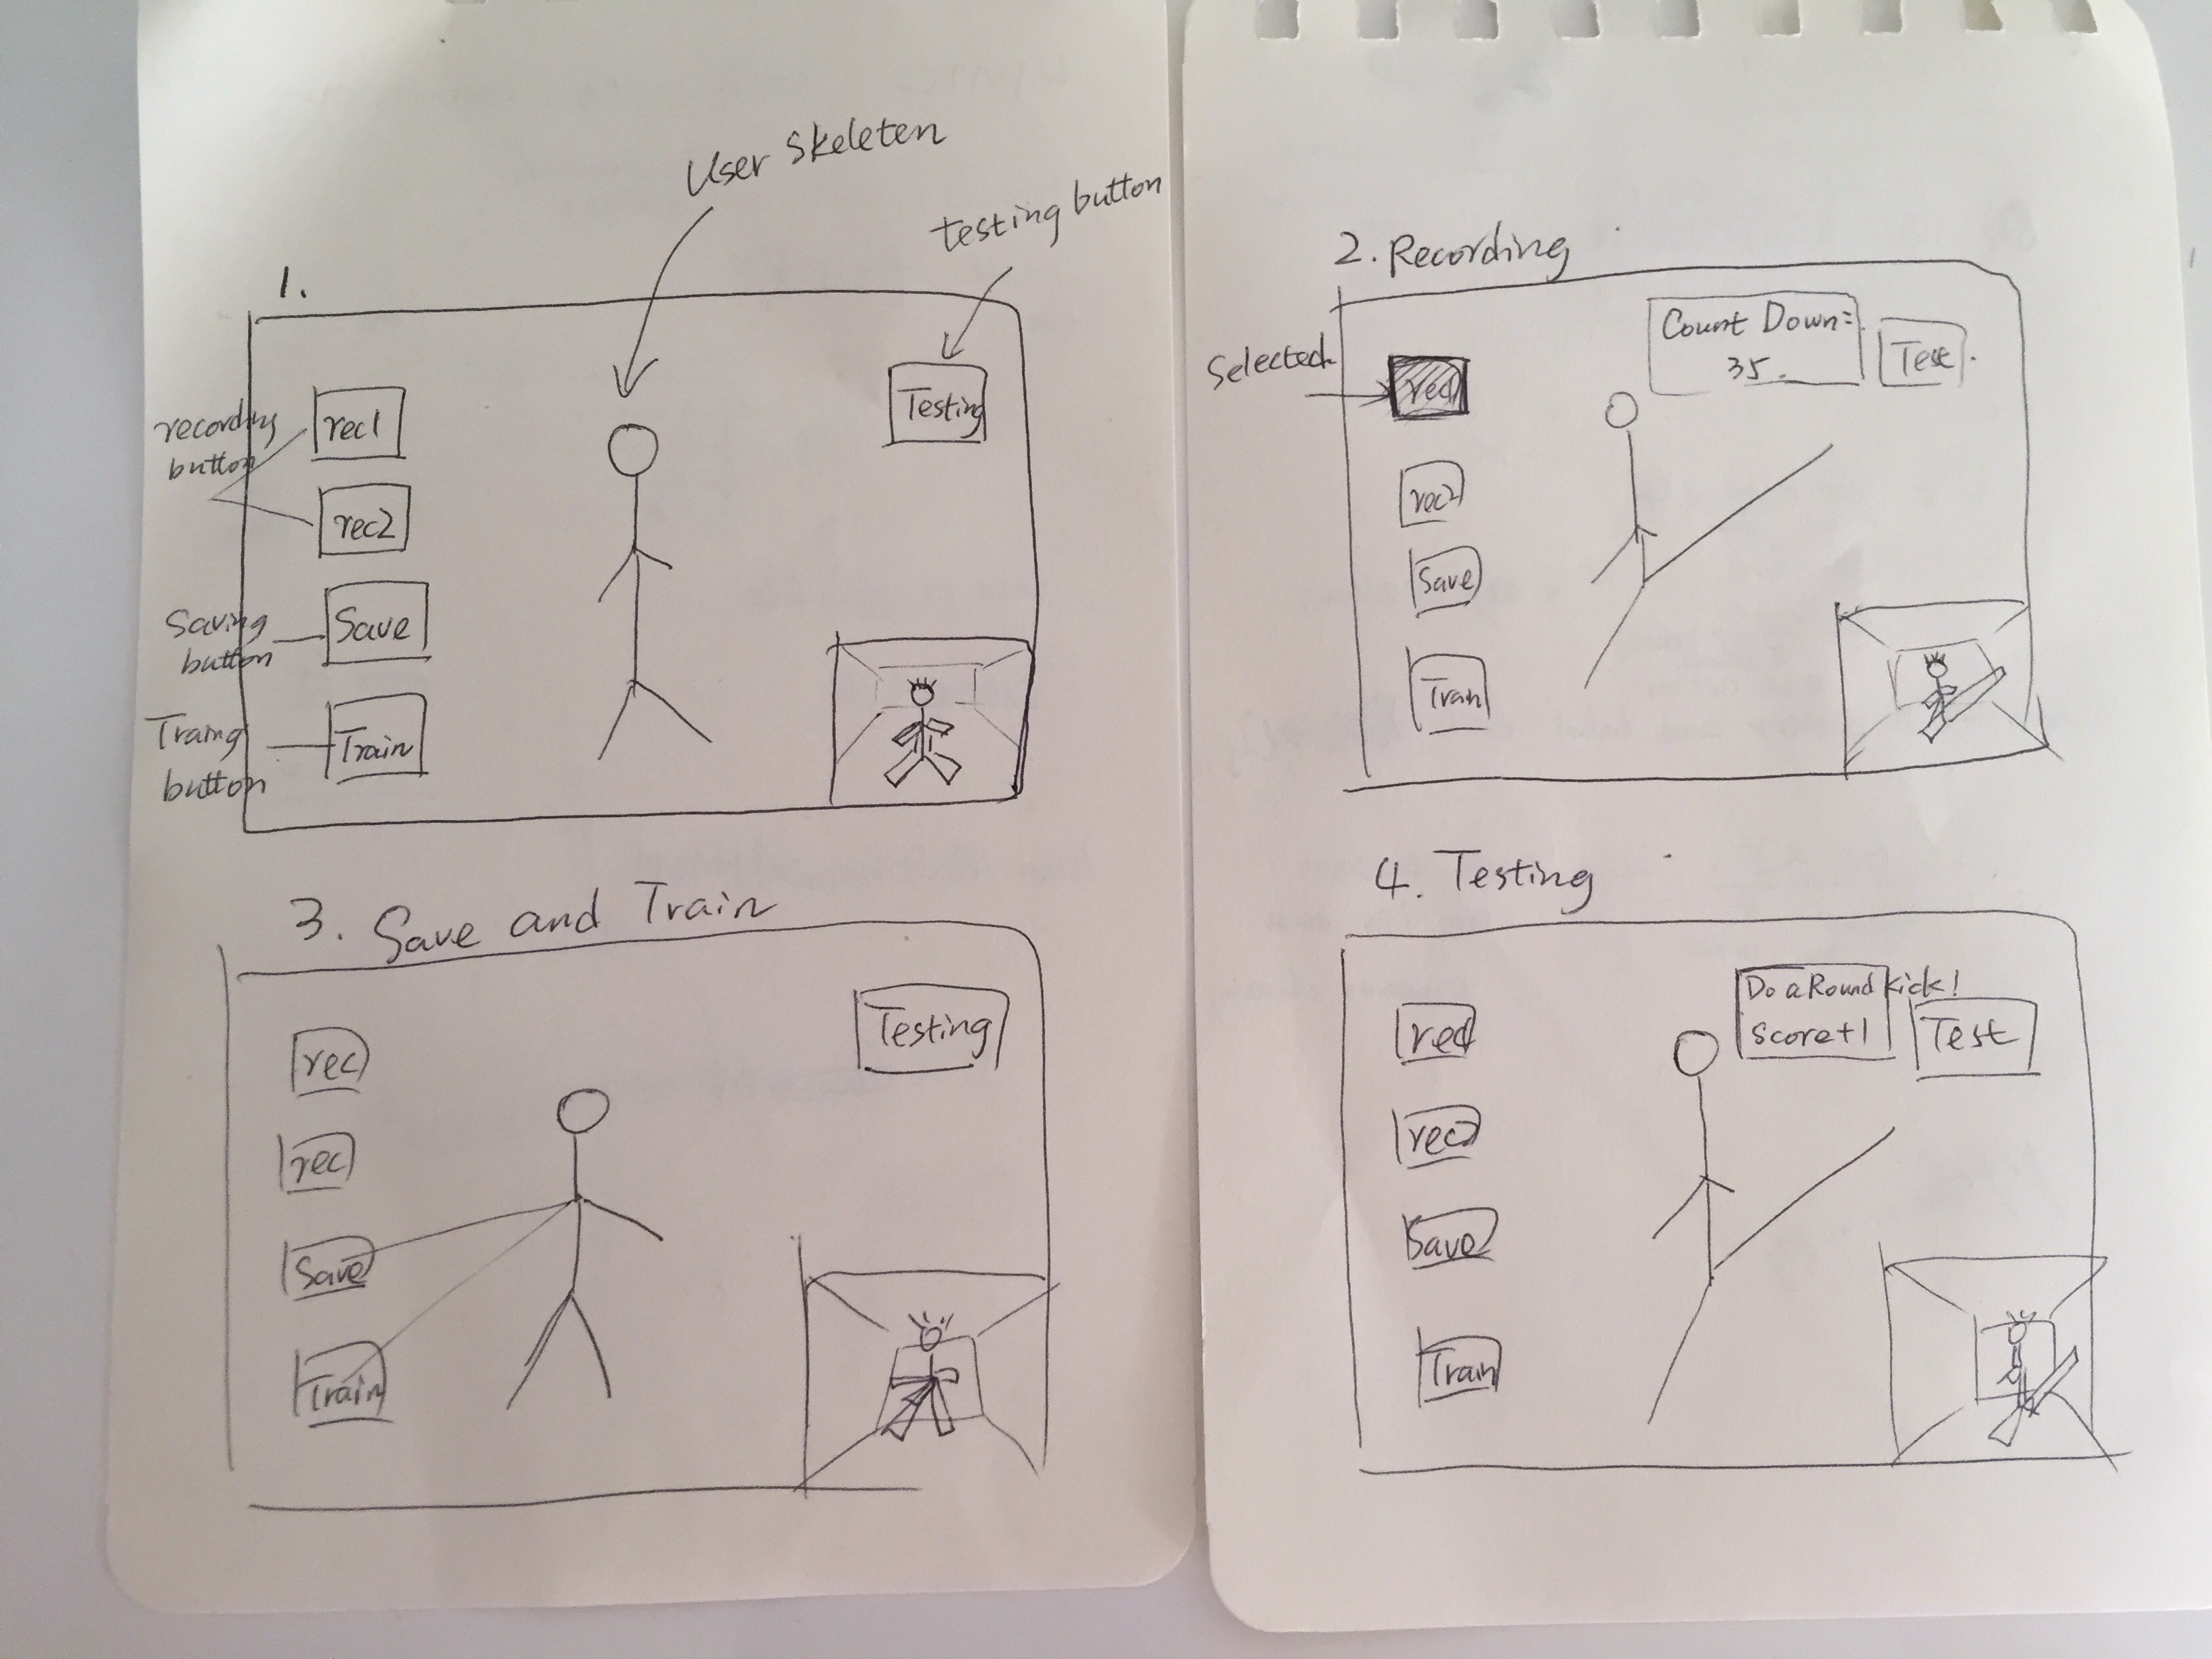 User Skeleten
testing button
1.
Testing
recording
button
rec1
rec2
Saving
button
Save
Traing
button
Train
2. Recording
Count Down:
35.
Test
Selected
rec1
rec2
Save
Train
3. Save and Train
Testing
rec
rec
Save
Train
4. Testing
Do a Round kick!
Score+1
Test
rec1
rec2
Save
Train